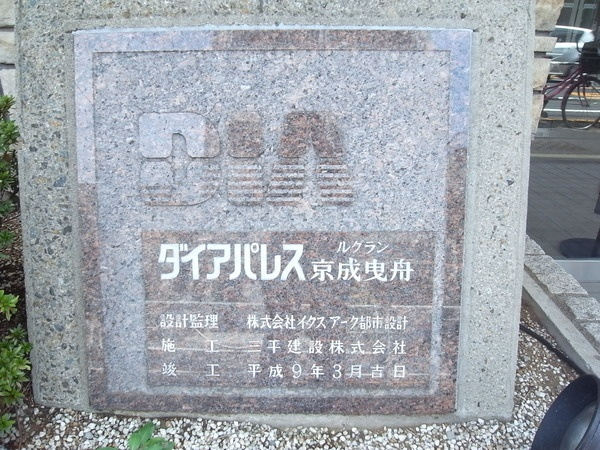 DIA
ルグラン
ダイアパレス京成曳舟
設計監理 株式会社イクス・アーク都市設計
施工 三平建設株式会社
竣工 平成9年3月吉日